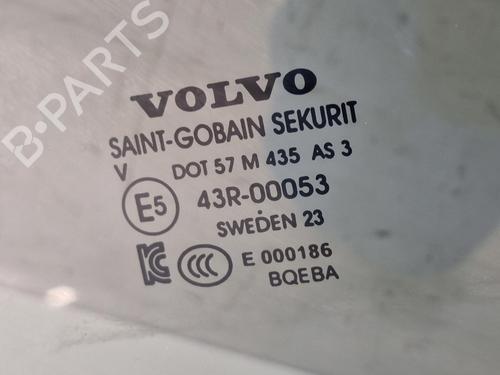 B-PARTS
VOLVO
SAINT-GOBAIN SEKURIT
V DOT 57 M 435 AS 3
E5 43R-00053
SWEDEN 23
KC CCC E 000186
BQEBA